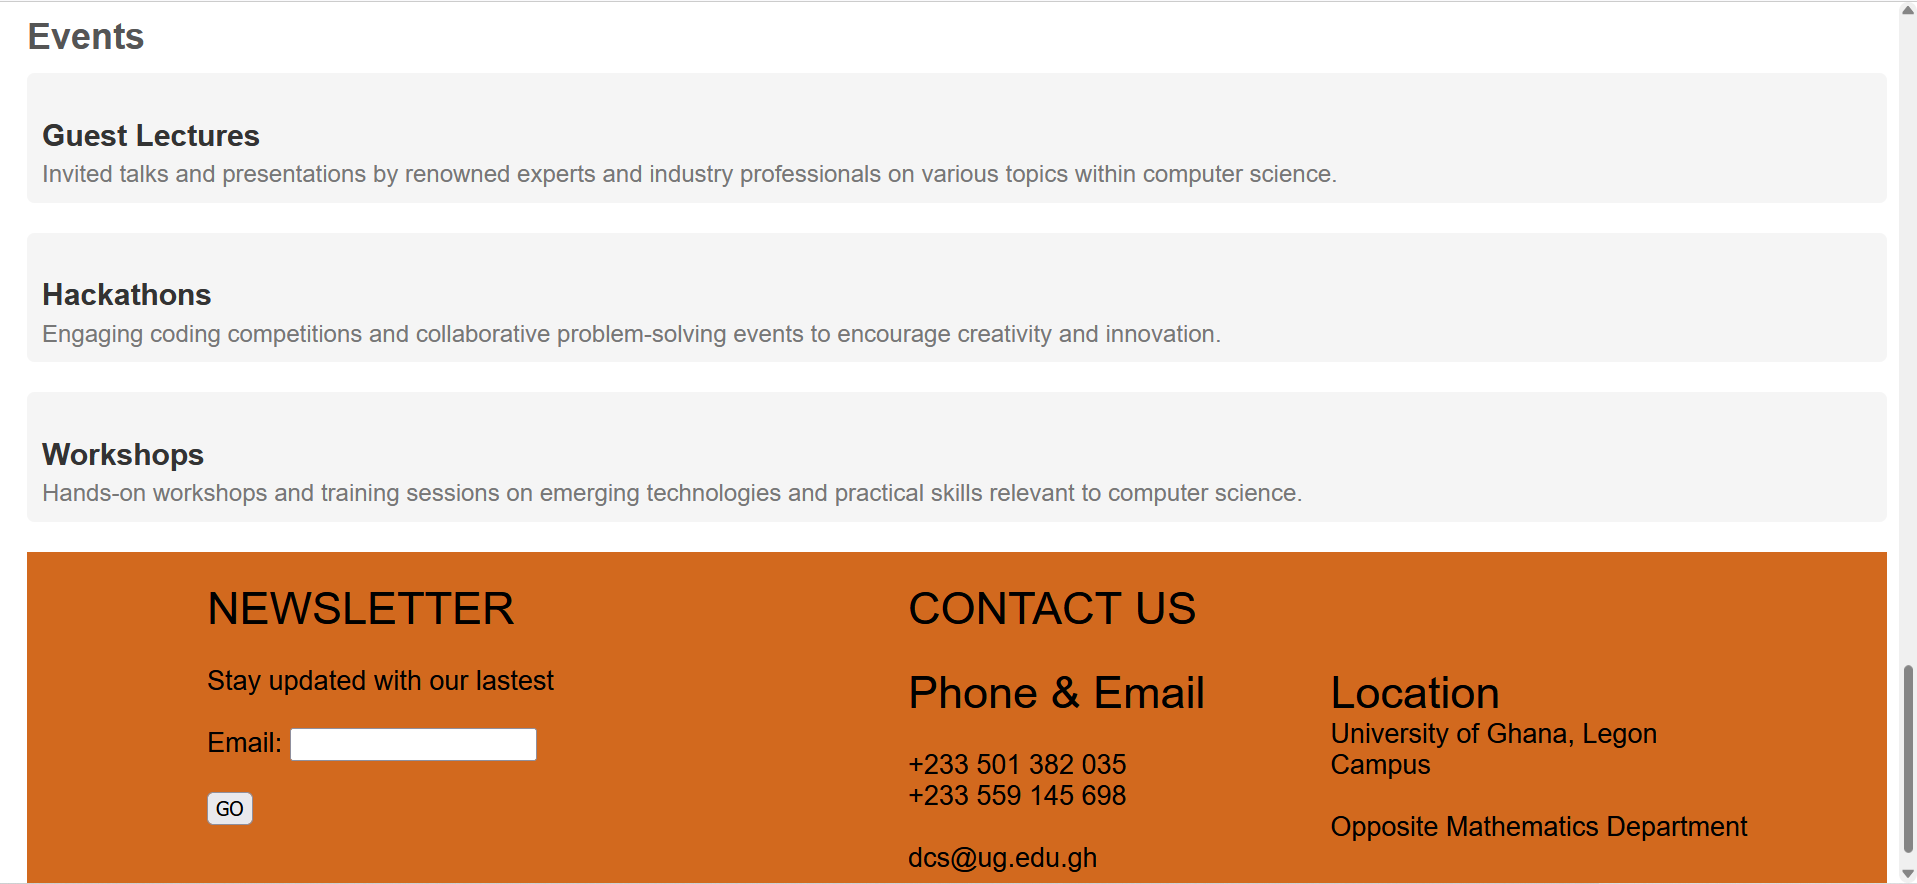 Events
Guest Lectures
Invited talks and presentations by renowned experts and industry professionals on various topics within computer science.
Hackathons
Engaging coding competitions and collaborative problem-solving events to encourage creativity and innovation.
Workshops
Hands-on workshops and training sessions on emerging technologies and practical skills relevant to computer science.
NEWSLETTER
Stay updated with our lastest
Email:
GO
CONTACT US
Phone & Email
+233 501 382 035
+233 559 145 698
dcs@ug.edu.gh
Location
University of Ghana, Legon
Campus
Opposite Mathematics Department